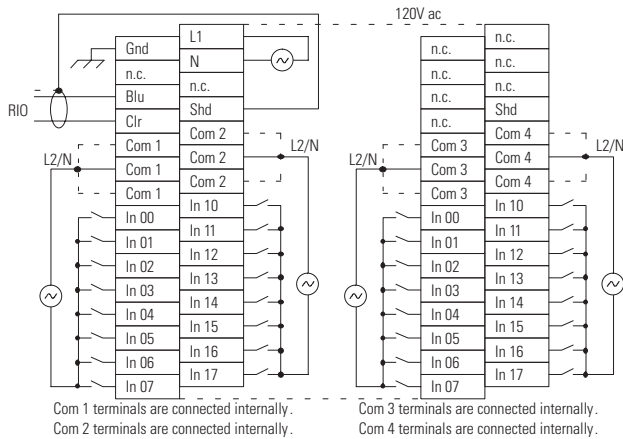 120V ac
L1
Gnd
N
n.c.
n.c.
Blu
Shd
RIO
Clr
Com 2
Com 1
Com 2
L2/N
L2/N
Com 1
Com 2
Com 1
In 10
In 00
In 11
In 01
In 12
In 02
In 13
In 03
In 14
In 04
In 15
In 05
In 16
In 06
In 17
In 07
Com 1 terminals are connected internally.
Com 2 terminals are connected internally.
n.c.
n.c.
n.c.
n.c.
n.c.
n.c.
Shd
n.c.
Com 4
Com 3
Com 4
L2/N
L2/N
Com 3
Com 4
Com 3
In 10
In 00
In 11
In 01
In 12
In 02
In 13
In 03
In 14
In 04
In 15
In 05
In 16
In 06
In 17
In 07
Com 3 terminals are connected internally.
Com 4 terminals are connected internally.